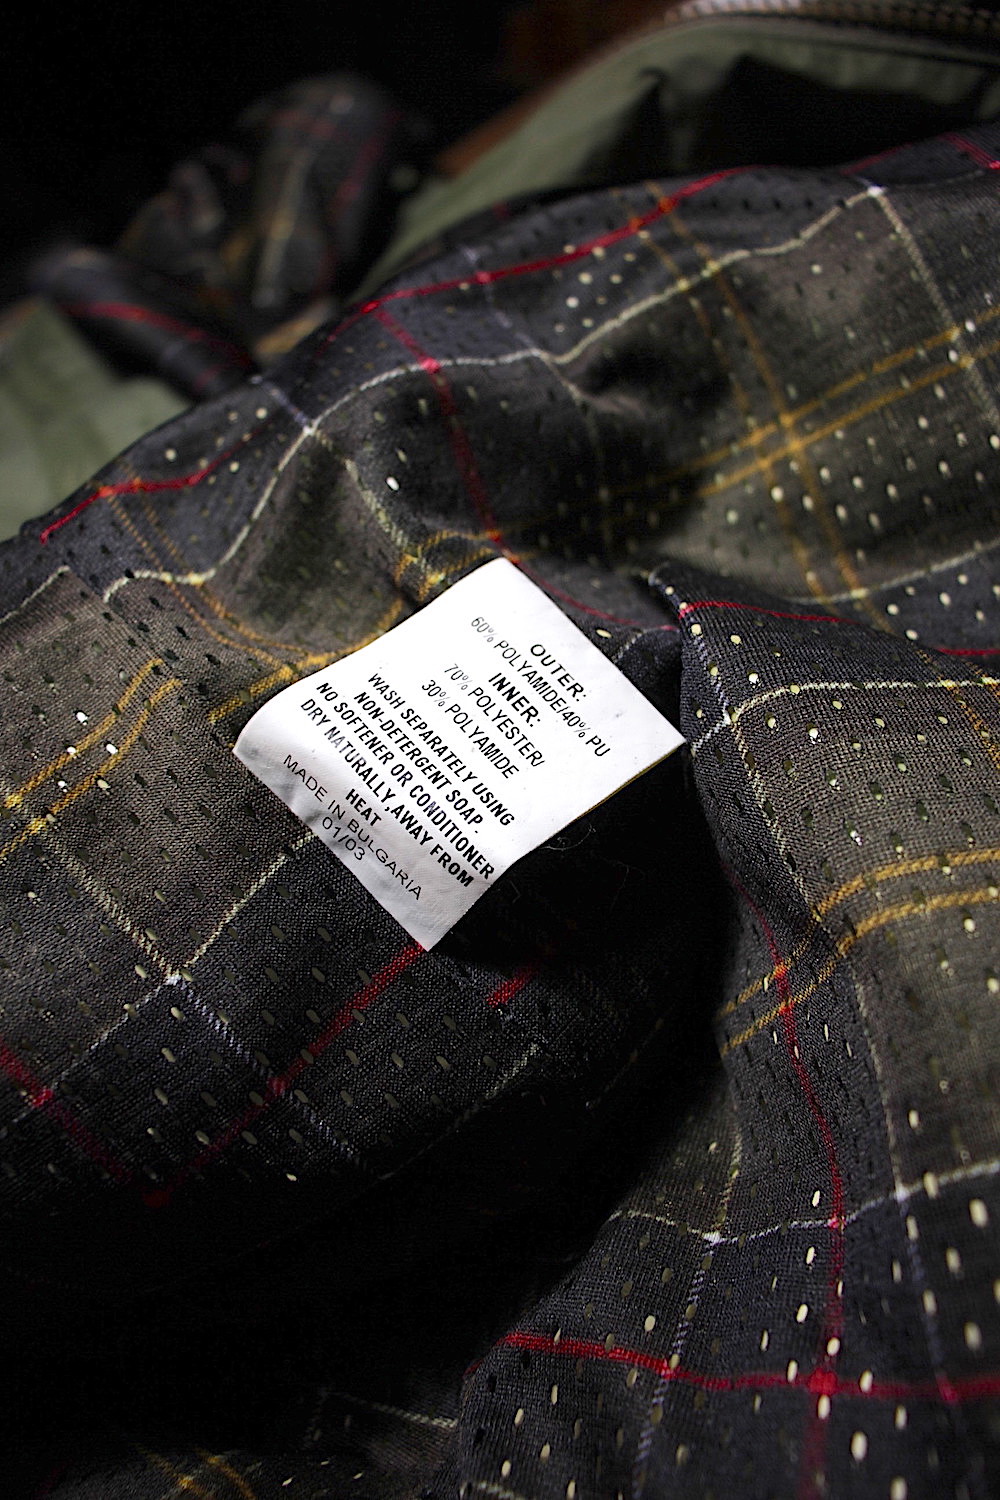 OUTER:
60% POLYAMIDE/40% PU
INNER:
70% POLYESTER/
30% POLYAMIDE
WASH SEPARATELY USING
NON-DETERGENT SOAP.
NO SOFTENER OR CONDITIONER
DRY NATURALLY,AWAY FROM
HEAT
MADE IN BULGARIA
01/03